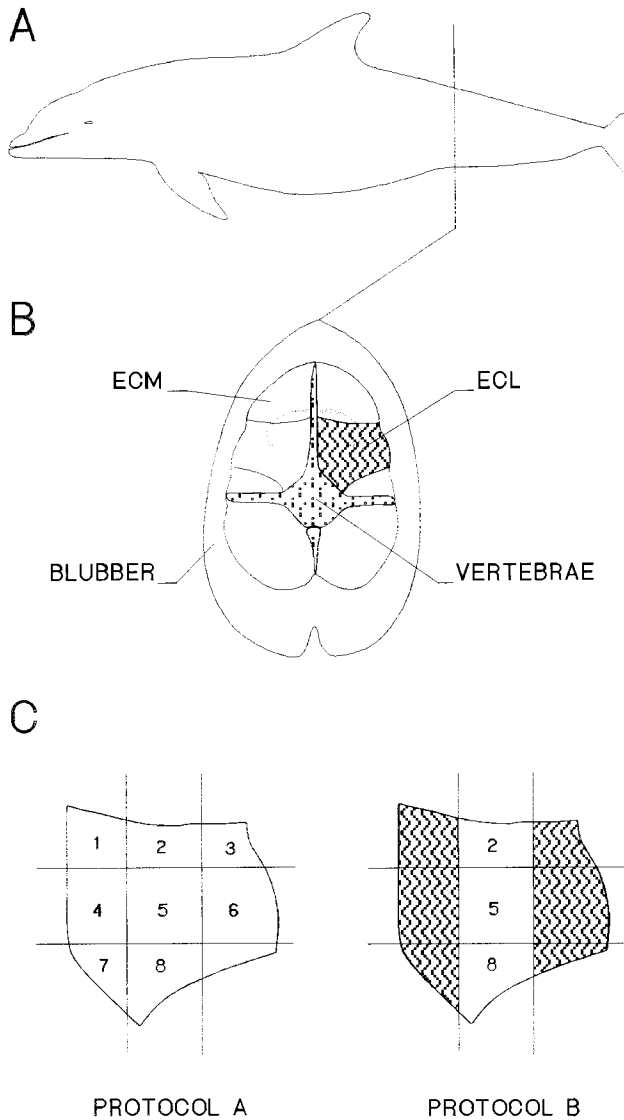 A
B
ECM ECL
BLUBBER VERTEBRAE
C
1 2 3 2
4 5 6 5
7 8 8
PROTOCOL A PROTOCOL B